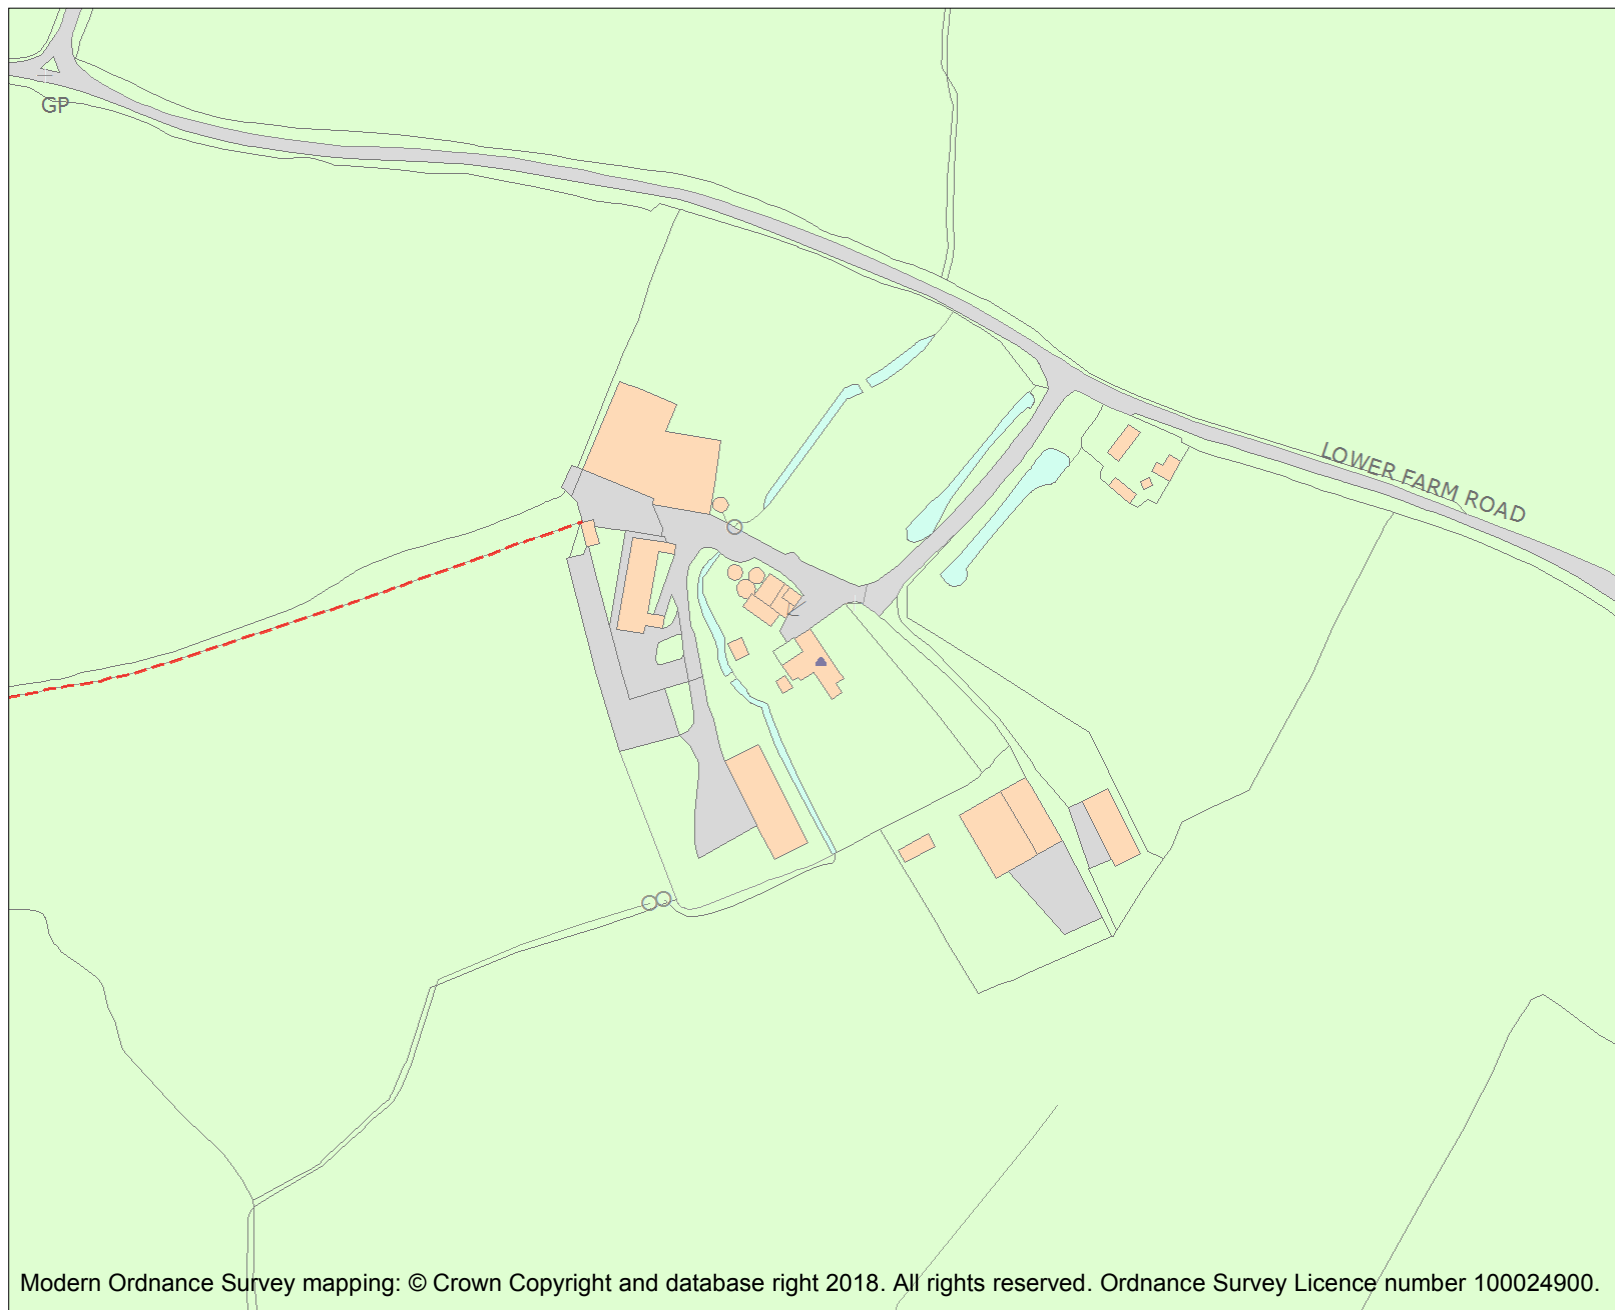 GP
LOWER FARM ROAD
Modern Ordnance Survey mapping: © Crown Copyright and database right 2018. All rights reserved. Ordnance Survey Licence number 100024900.